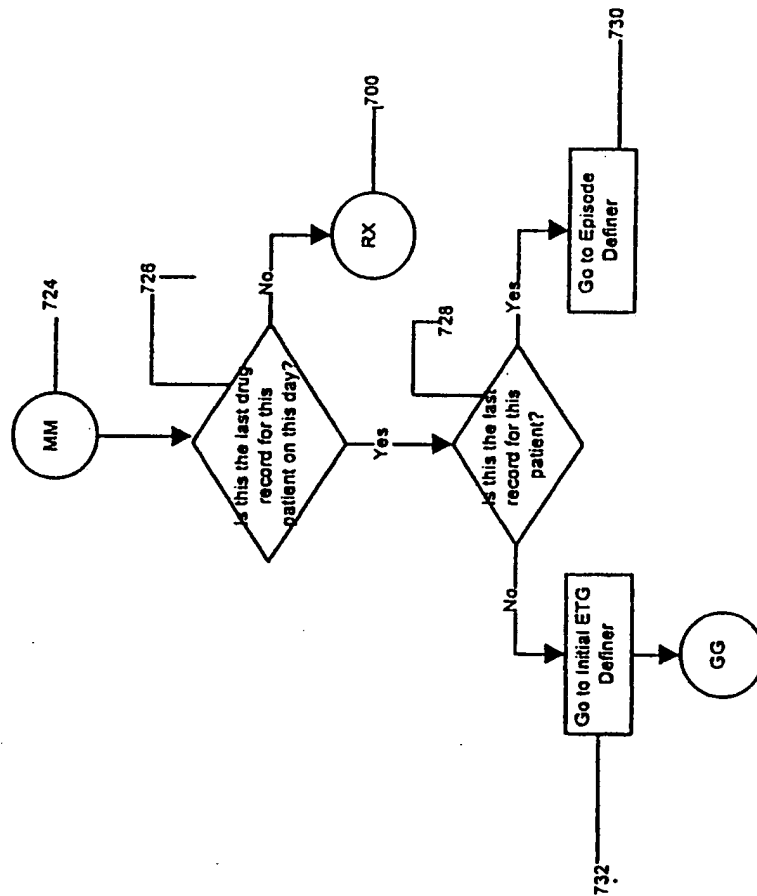 MM
724
726
Is this the last drug
record for this
patient on this day?
No
RX
700
Yes
728
Is this the last
record for this
patient?
Yes
Go to Episode
Definer
730
No
Go to Initial ETG
Definer
732
GG